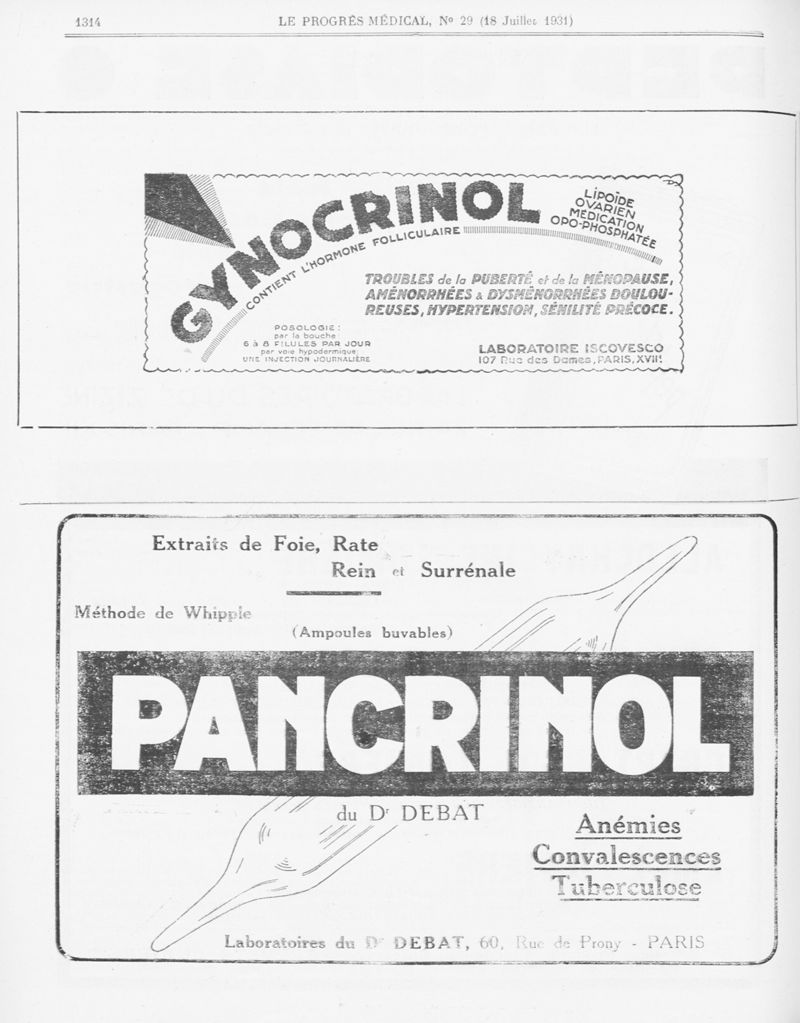 1314
LE PROGRÈS MÉDICAL, No 29 (18 Juillet 1931)
GYNOCRINOL
CONTIENT L'HORMONE FOLLICULAIRE
LIPOÏDE
OVARIEN
MEDICATION
OPO-PHOSPHATÉE
TROUBLES de la PUBERTÉ et de la MÉNOPAUSE,
AMÉNORRHÉES & DYSMÉNORRHÉES DOULOU-
REUSES, HYPERTENSION, SÉNILITÉ PRÉCOCE.
POSOLOGIE:
par la bouche:
6 à 8 PILULES PAR JOUR
par voie hypodermique:
UNE INJECTION JOURNALIÈRE
LABORATOIRE ISCOVESCO
107 Rue des Dames, PARIS, XVIIe
Extraits de Foie, Rate
Rein et Surrénale
Méthode de Whipple
(Ampoules buvables)
PANCRINOL
du Dr DEBAT
Anémies
Convalescences
Tuberculose
Laboratoires du Dr DEBAT, 60, Rue de Prony - PARIS